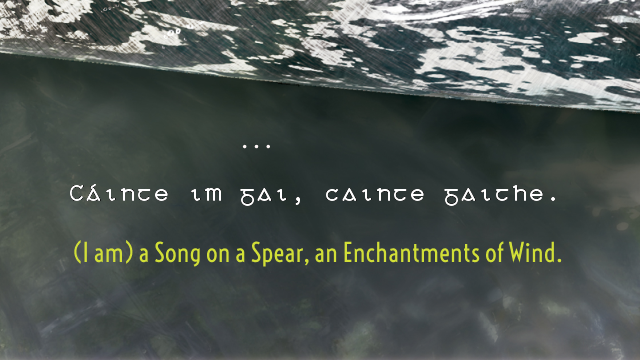 ...
Cáinte im gai, cainte gaithe.
(I am) a Song on a Spear, an Enchantments of Wind.